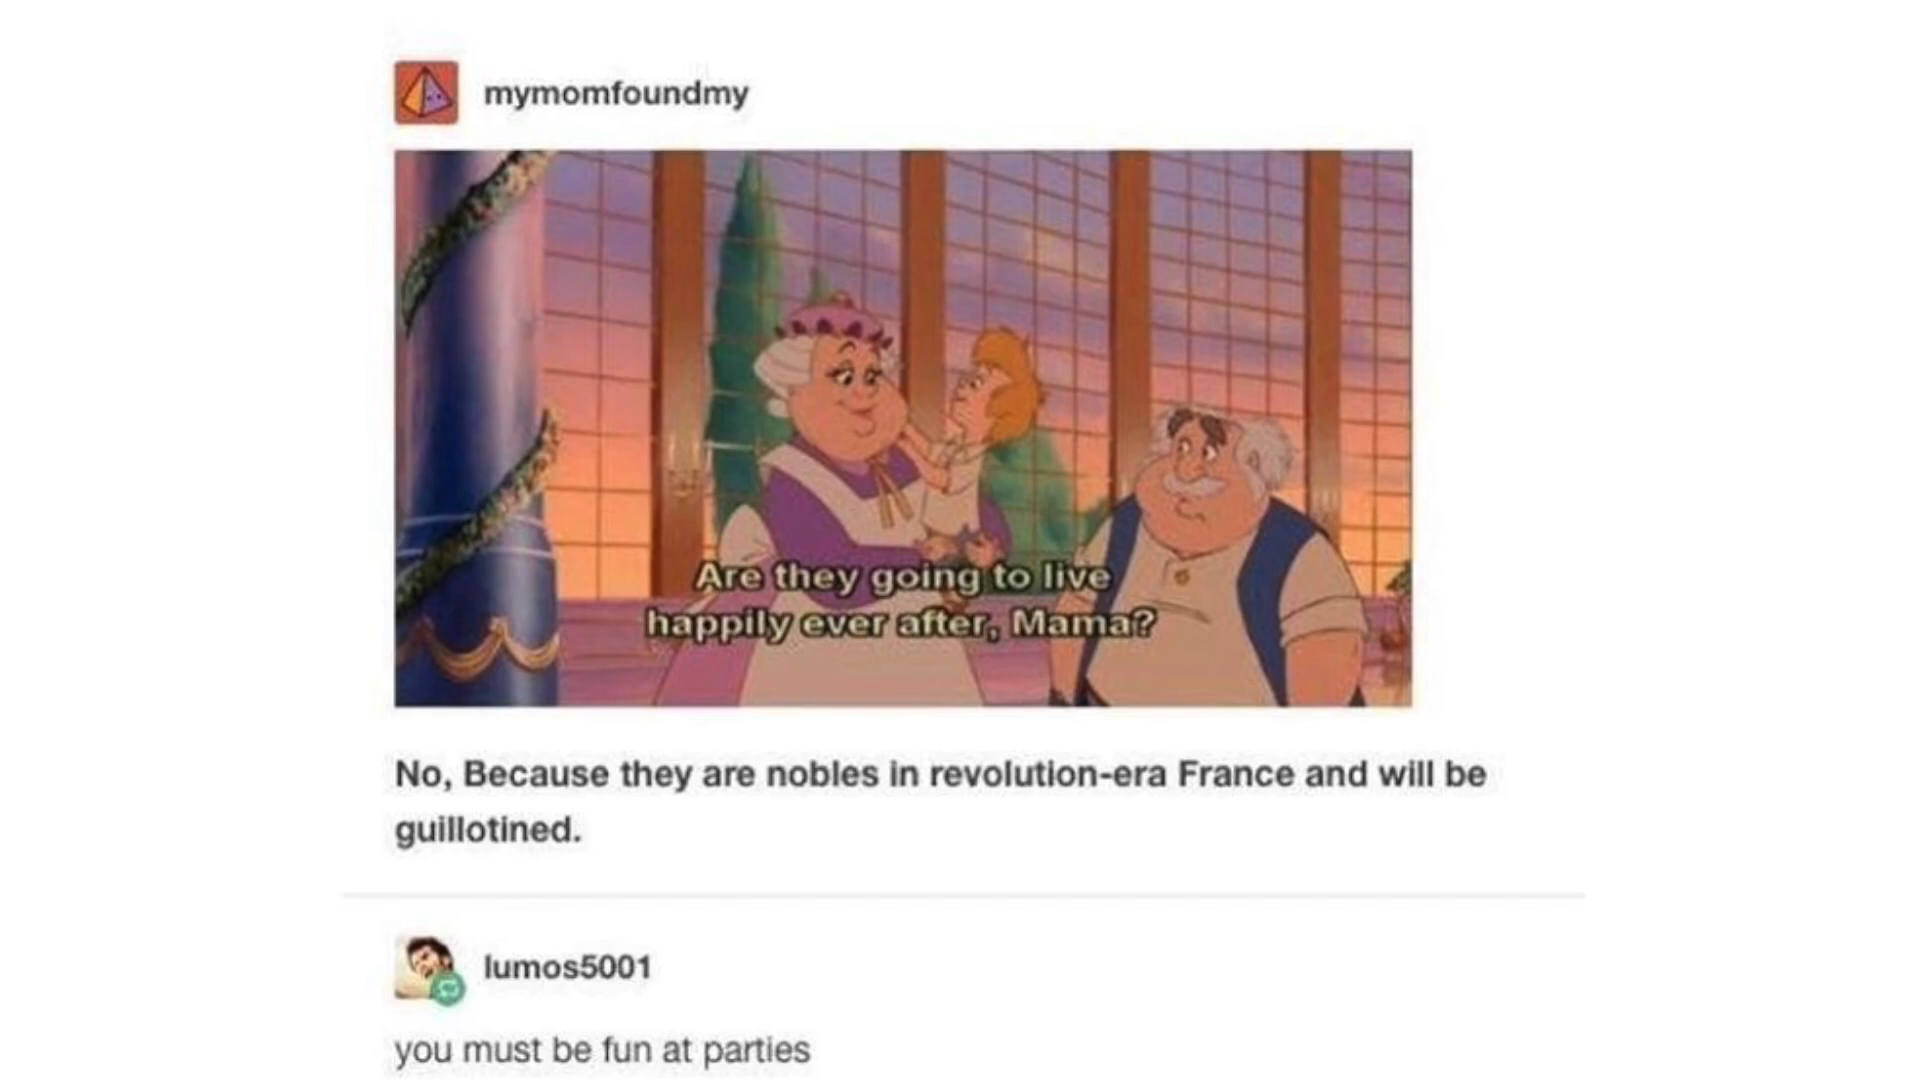 mymomfoundmy
Are they going to live
happily ever after, Mama?
No, Because they are nobles in revolution-era France and will be
guillotined.
lumos5001
you must be fun at parties